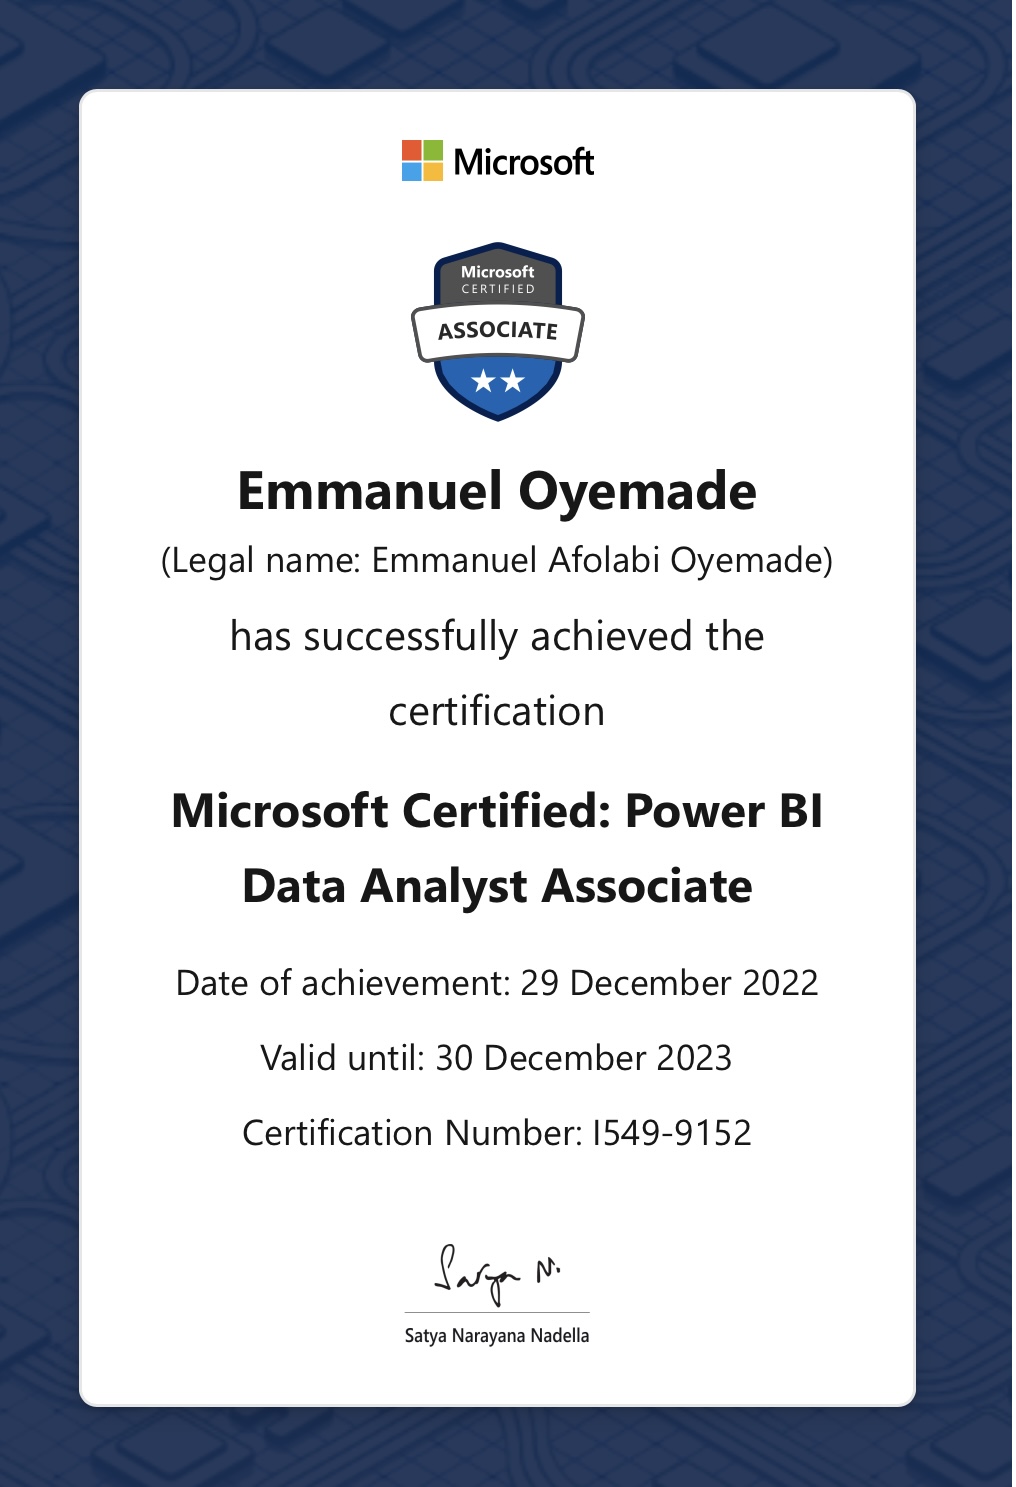 Microsoft
Microsoft
CERTIFIED
ASSOCIATE
Emmanuel Oyemade
(Legal name: Emmanuel Afolabi Oyemade)
has successfully achieved the
certification
Microsoft Certified: Power BI
Data Analyst Associate
Date of achievement: 29 December 2022
Valid until: 30 December 2023
Certification Number: I549-9152
Satya N.
Satya Narayana Nadella